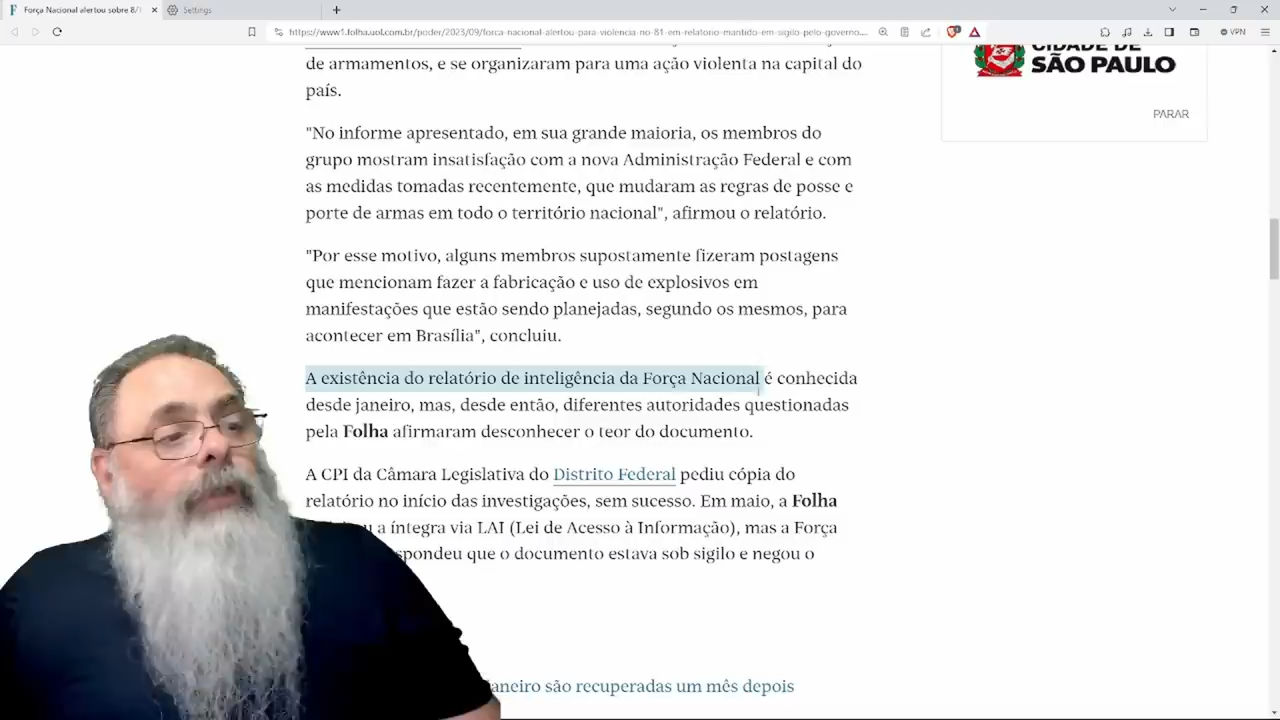 Força Nacional alertou sobre 8/1
Settings
https://www1.folha.uol.com.br/poder/2023/09/forca-nacional-alertou-para-violencia-no-81-em-relatorio-mantido-em-sigilo-pelo-governo...
VPN
CIDADE DE
SÃO PAULO
PARAR
de armamentos, e se organizaram para uma ação violenta na capital do
país.
"No informe apresentado, em sua grande maioria, os membros do
grupo mostram insatisfação com a nova Administração Federal e com
as medidas tomadas recentemente, que mudaram as regras de posse e
porte de armas em todo o território nacional", afirmou o relatório.
"Por esse motivo, alguns membros supostamente fizeram postagens
que mencionam fazer a fabricação e uso de explosivos em
manifestações que estão sendo planejadas, segundo os mesmos, para
acontecer em Brasília", concluiu.
A existência do relatório de inteligência da Força Nacional é conhecida
desde janeiro, mas, desde então, diferentes autoridades questionadas
pela Folha afirmaram desconhecer o teor do documento.
A CPI da Câmara Legislativa do Distrito Federal pediu cópia do
relatório no início das investigações, sem sucesso. Em maio, a Folha
a íntegra via LAI (Lei de Acesso à Informação), mas a Força
que o documento estava sob sigilo e negou o
são recuperadas um mês depois